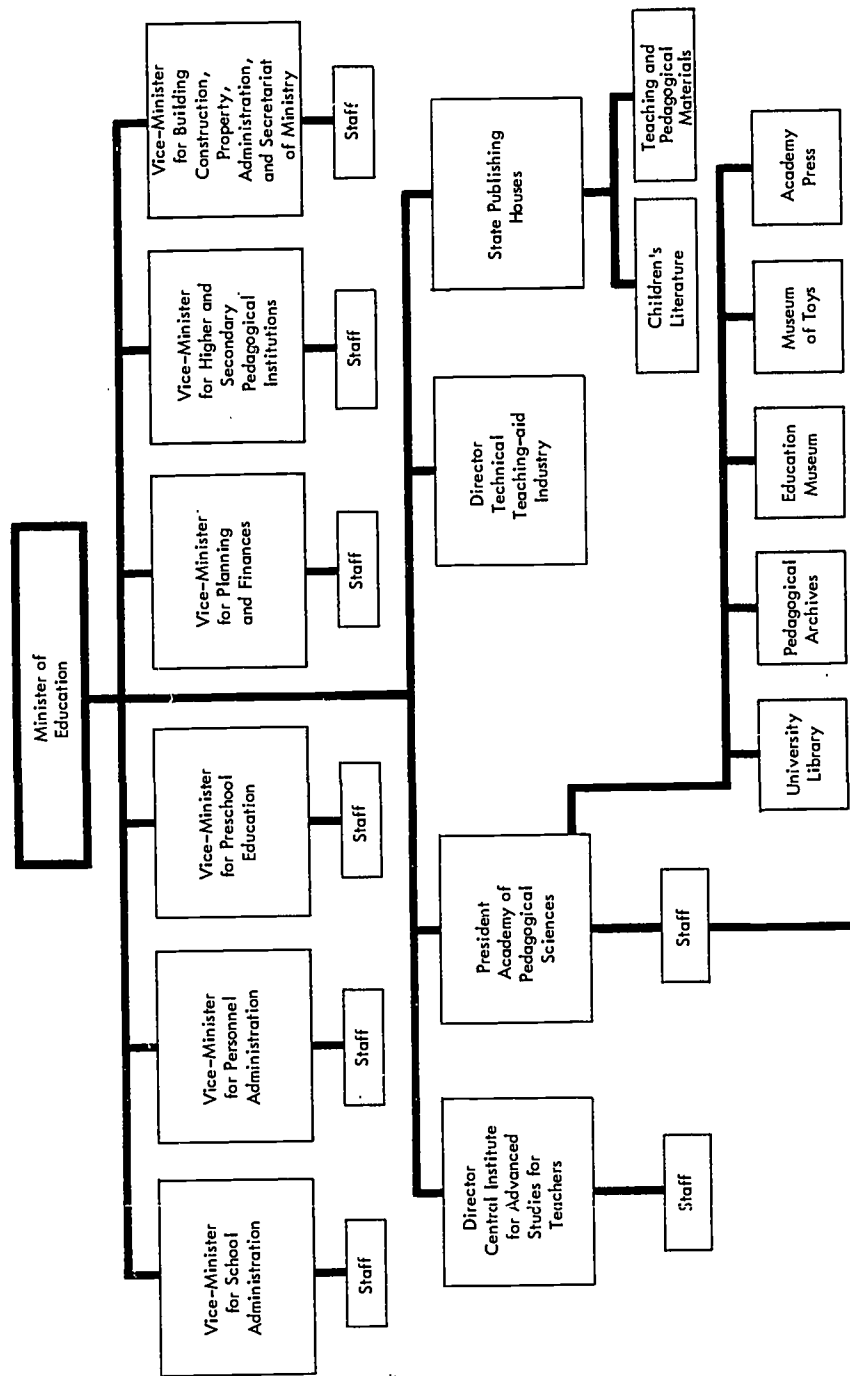 Minister of
Education
Vice-Minister
for School
Administration
Staff
Vice-Minister
for Personnel
Administration
Staff
Vice-Minister
for Preschool
Education
Staff
Vice-Minister
for Planning
and Finances
Staff
Vice-Minister
for Higher and
Secondary
Pedagogical
Institutions
Staff
Vice-Minister
for Building
Construction,
Property,
Administration,
and Secretariat
of Ministry
Staff
Director
Central Institute
for Advanced
Studies for
Teachers
Staff
President
Academy of
Pedagogical
Sciences
Staff
Director
Technical
Teaching-aid
Industry
State Publishing
Houses
Children's
Literature
Teaching and
Pedagogical
Materials
University
Library
Pedagogical
Archives
Education
Museum
Museum
of Toys
Academy
Press